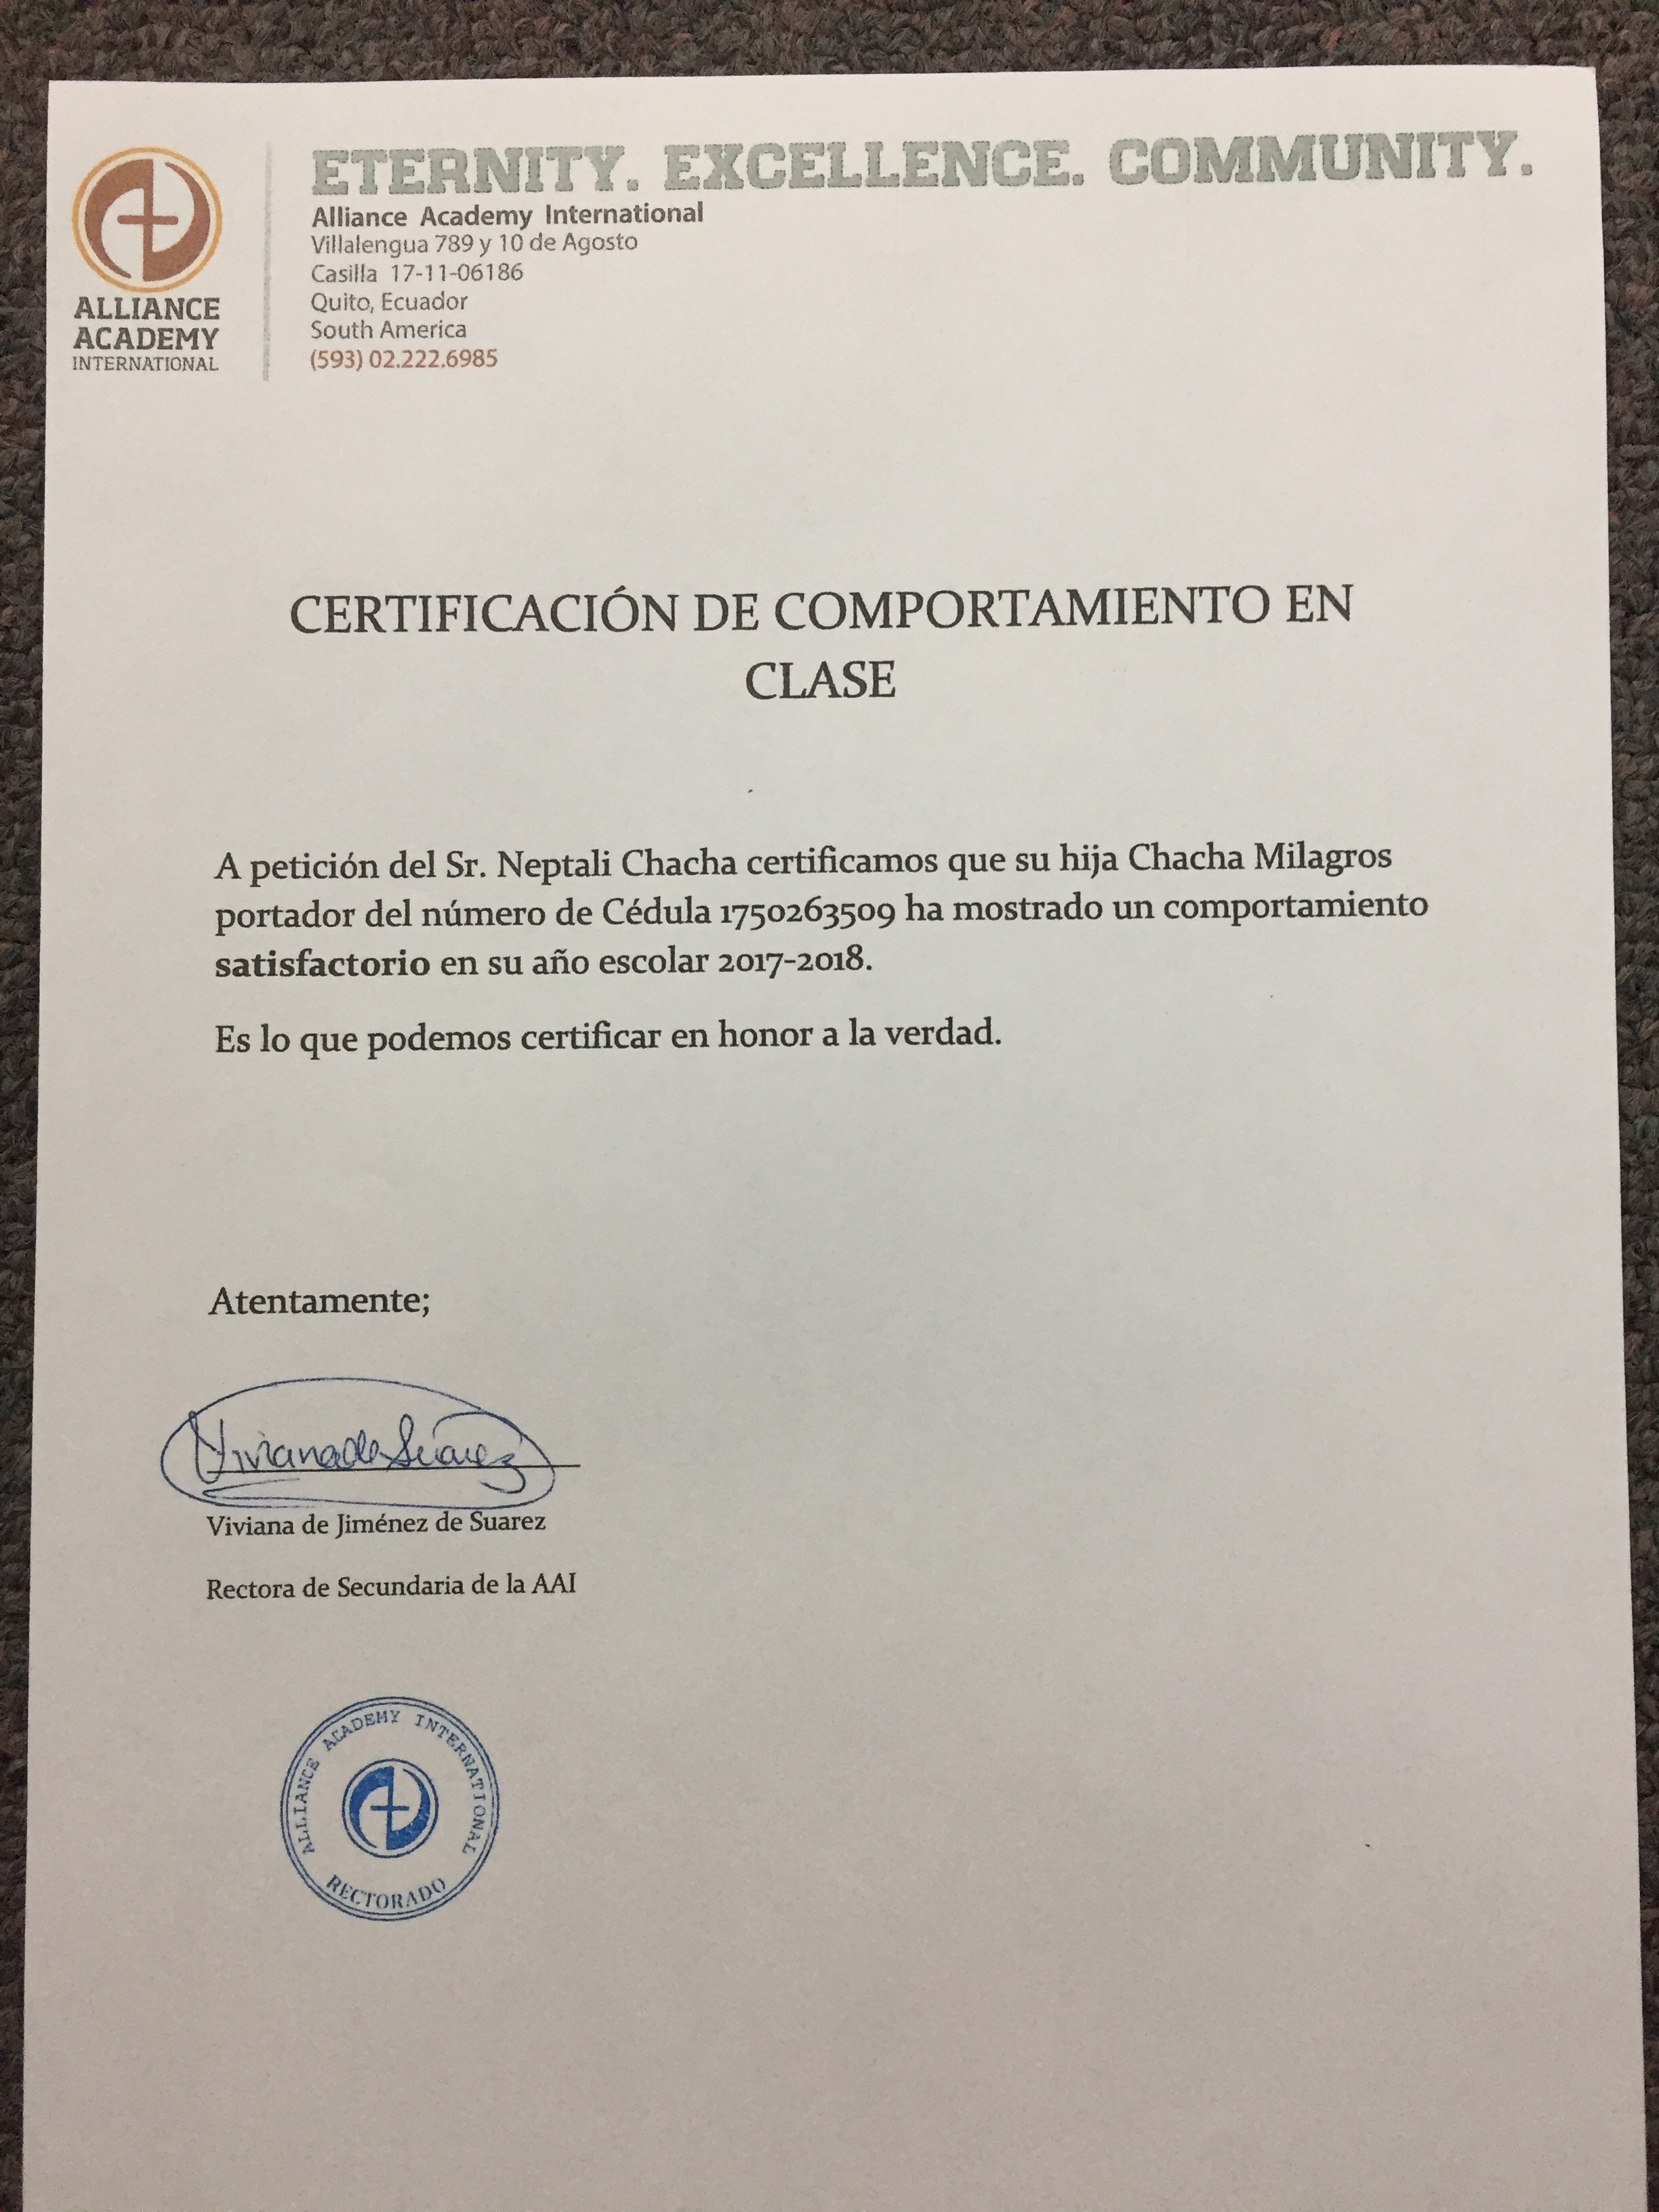 ALLIANCE
ACADEMY
INTERNATIONAL
ETERNITY. EXCELLENCE. COMMUNITY.
Alliance Academy International
Villalengua 789 y 10 de Agosto
Casilla 17-11-06186
Quito, Ecuador
South America
(593) 02.222.6985
CERTIFICACIÓN DE COMPORTAMIENTO EN
CLASE
A petición del Sr. Neptali Chacha certificamos que su hija Chacha Milagros
portador del número de Cédula 1750263509 ha mostrado un comportamiento
satisfactorio en su año escolar 2017-2018.
Es lo que podemos certificar en honor a la verdad.
Atentamente;
Viviana de Suárez
Viviana de Jiménez de Suarez
Rectora de Secundaria de la AAI
ALLIANCE ACADEMY INTERNATIONAL
RECTORADO